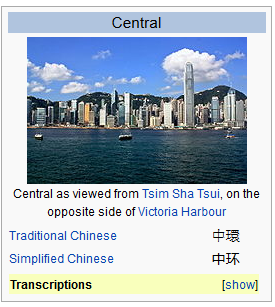 Central
Central as viewed from Tsim Sha Tsui, on the
opposite side of Victoria Harbour
Traditional Chinese 中環
Simplified Chinese 中环
Transcriptions [show]